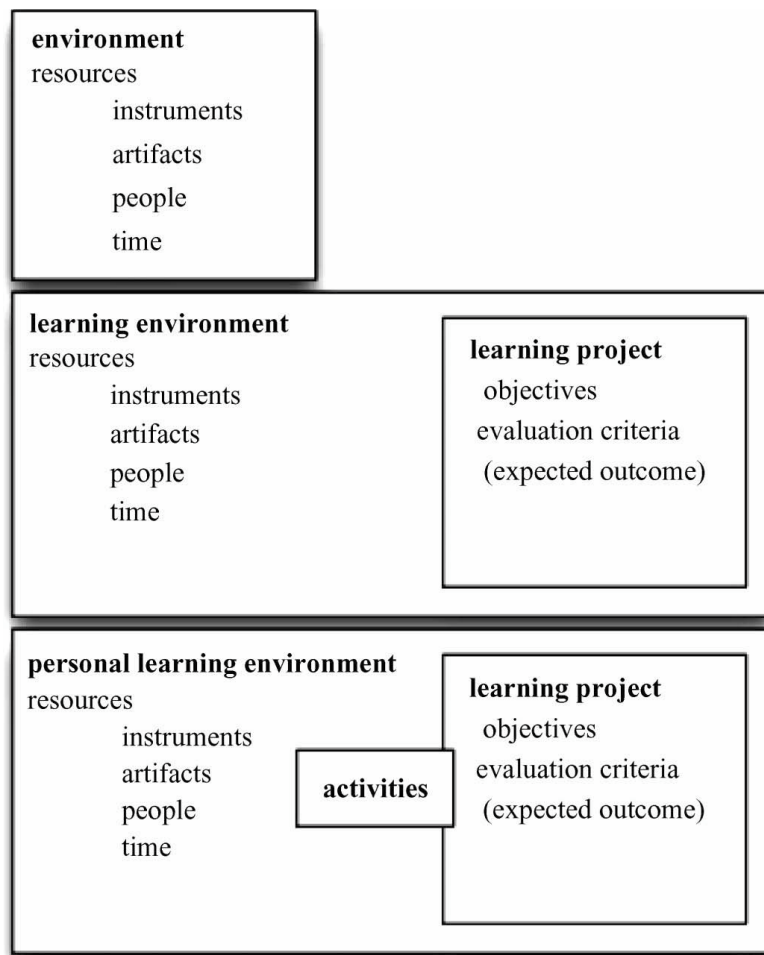 environment
resources
instruments
artifacts
people
time
learning environment
resources
instruments
artifacts
people
time
learning project
objectives
evaluation criteria
(expected outcome)
personal learning environment
resources
instruments
artifacts
people
time
activities
learning project
objectives
evaluation criteria
(expected outcome)